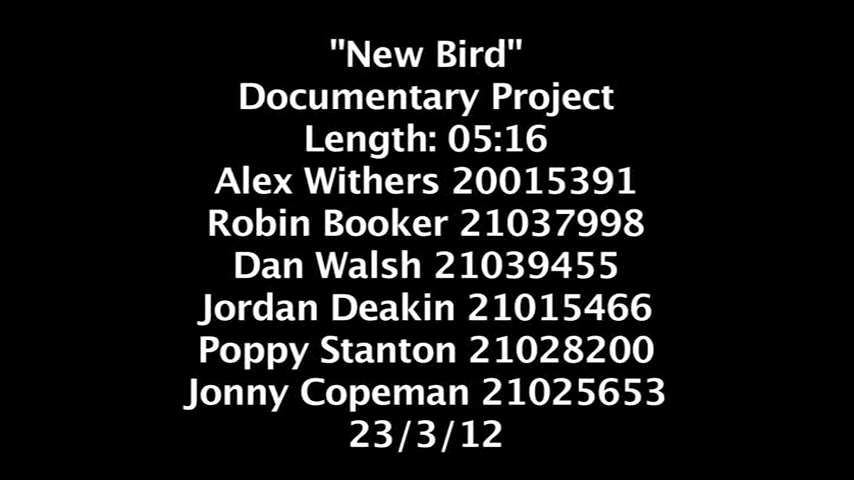 "New Bird"
Documentary Project
Length: 05:16
Alex Withers 20015391
Robin Booker 21037998
Dan Walsh 21039455
Jordan Deakin 21015466
Poppy Stanton 21028200
Jonny Copeman 21025653
23/3/12